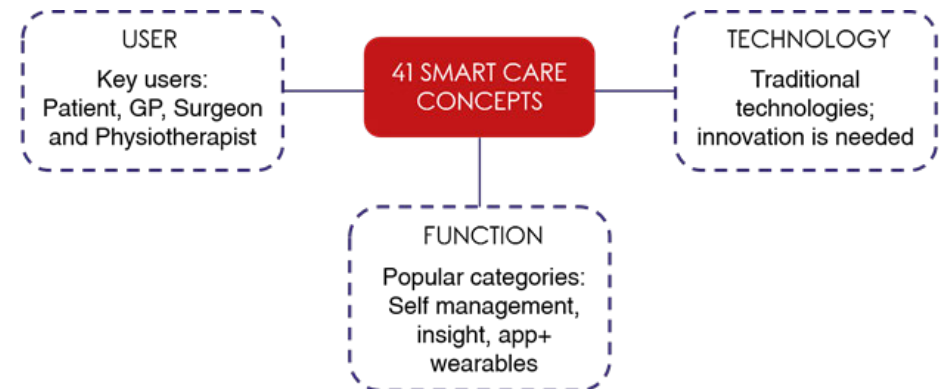 USER
Key users:
Patient, GP, Surgeon
and Physiotherapist
41 SMART CARE
CONCEPTS
TECHNOLOGY
Traditional
technologies;
innovation is needed
FUNCTION
Popular categories:
Self management,
insight, app+
wearables